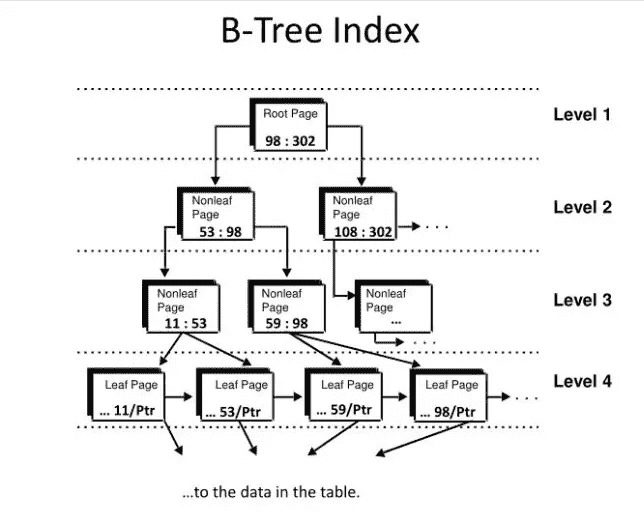 B-Tree Index
Root Page
98 : 302
Level 1
Nonleaf
Page
53 : 98
Nonleaf
Page
108 : 302
. . .
Level 2
Nonleaf
Page
11 : 53
Nonleaf
Page
59 : 98
Nonleaf
Page
...
. . .
Level 3
Leaf Page
... 11/Ptr
Leaf Page
... 53/Ptr
Leaf Page
... 59/Ptr
Leaf Page
... 98/Ptr
. . .
Level 4
...to the data in the table.